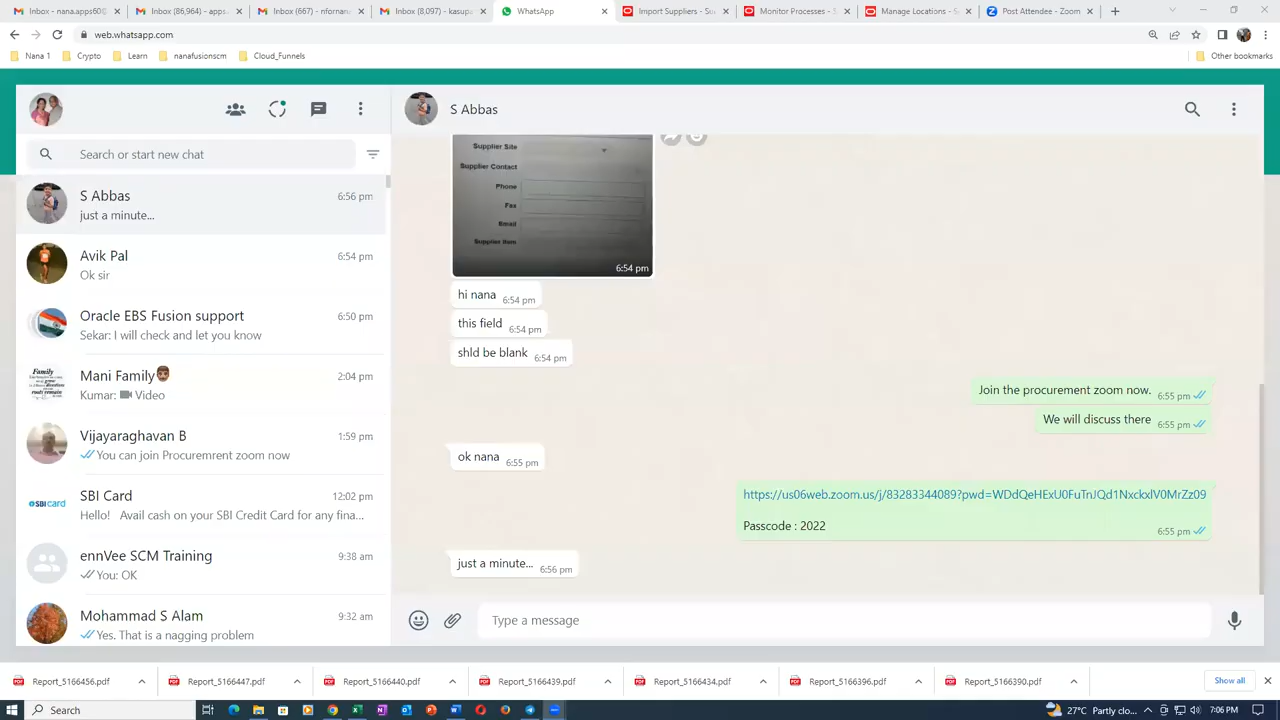 Inbox - nana.apps60@
Inbox (86,964) - apps.
Inbox (667) - nfornan
Inbox (8,097) - kasupa
WhatsApp
Import Suppliers - Su
Monitor Processes - S
Manage Locations - S
Post Attendee - Zoom
web.whatsapp.com
Nana 1
Crypto
Learn
nanafusionscm
Cloud_Funnels
Other bookmarks
S Abbas
Search or start new chat
S Abbas
6:56 pm
just a minute...
Avik Pal
6:54 pm
Ok sir
Oracle EBS Fusion support
6:50 pm
Sekar: I will check and let you know
Mani Family
2:04 pm
Kumar: Video
Vijayaraghavan B
1:59 pm
You can join Procuremrent zoom now
SBI Card
12:02 pm
Hello! Avail cash on your SBI Credit Card for any fina...
ennVee SCM Training
9:38 am
You: OK
Mohammad S Alam
9:32 am
Yes. That is a nagging problem
Supplier Site
Supplier Contact
Phone
Fax
Email
Supplier Item
6:54 pm
hi nana 6:54 pm
this field 6:54 pm
shld be blank 6:54 pm
Join the procurement zoom now. 6:55 pm
We will discuss there 6:55 pm
ok nana 6:55 pm
https://us06web.zoom.us/j/83283344089?pwd=WDdQeHExU0FuTnJQd1NxckxlV0MrZz09
Passcode : 2022
6:55 pm
just a minute... 6:56 pm
Type a message
Report_5166456.pdf
Report_5166447.pdf
Report_5166440.pdf
Report_5166439.pdf
Report_5166434.pdf
Report_5166396.pdf
Report_5166390.pdf
Show all
Search
27°C Partly clo...
7:06 PM